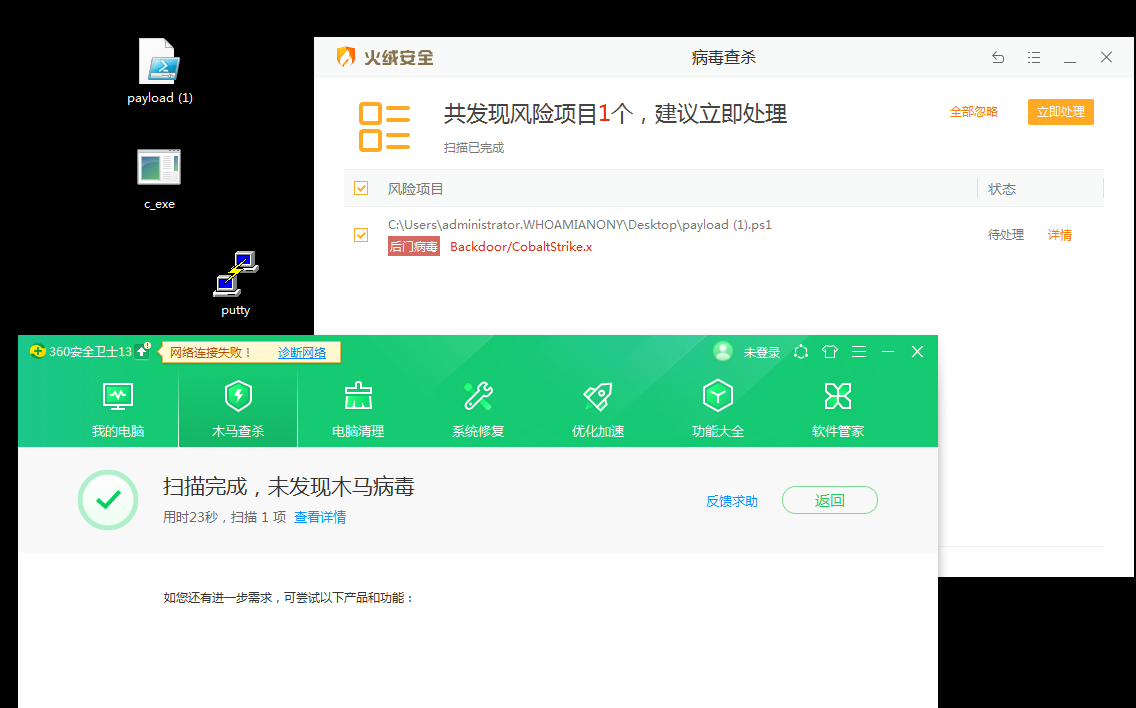 payload (1)
c_exe
putty
火绒安全
病毒查杀
共发现风险项目1个，建议立即处理
扫描已完成
全部忽略
立即处理
风险项目
状态
C:\Users\administrator.WHOAMIANONY\Desktop\payload (1).ps1
后门病毒 Backdoor/CobaltStrike.x
待处理
详情
360安全卫士13
网络连接失败！ 诊断网络
未登录
我的电脑
木马查杀
电脑清理
系统修复
优化加速
功能大全
软件管家
扫描完成，未发现木马病毒
用时23秒，扫描 1 项 查看详情
反馈求助
返回
如您还有进一步需求，可尝试以下产品和功能：